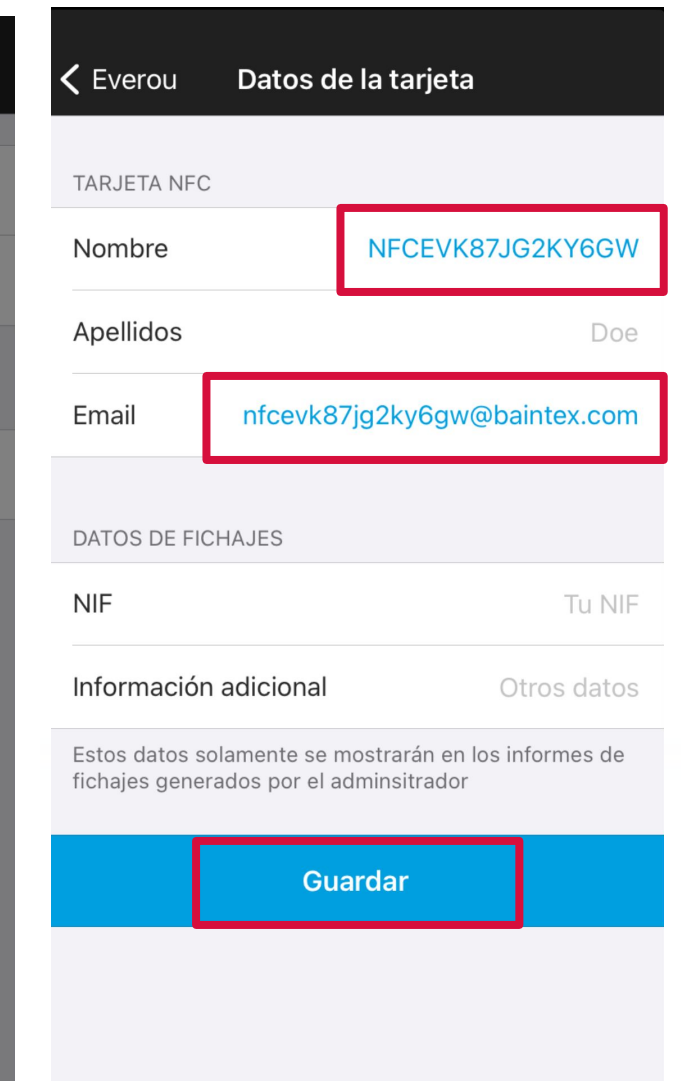 Everou Datos de la tarjeta
TARJETA NFC
Nombre NFCEVK87JG2KY6GW
Apellidos Doe
Email nfcevk87jg2ky6gw@baintex.com
DATOS DE FICHAJES
NIF Tu NIF
Información adicional Otros datos
Estos datos solamente se mostrarán en los informes de
fichajes generados por el adminsitrador
Guardar